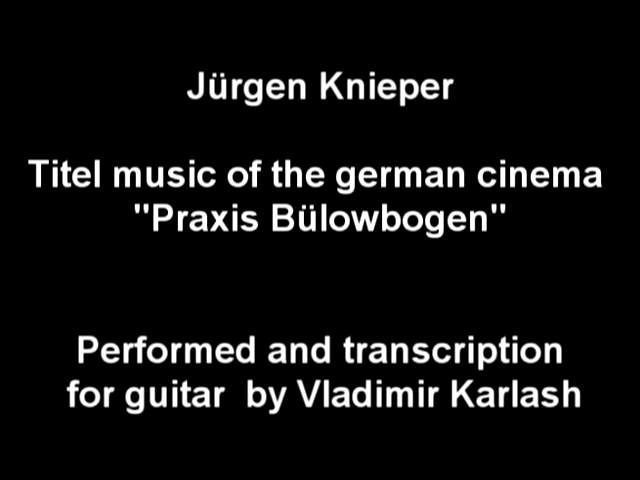 Jürgen Knieper
Titel music of the german cinema
"Praxis Bülowbogen"
Performed and transcription
for guitar  by Vladimir Karlash